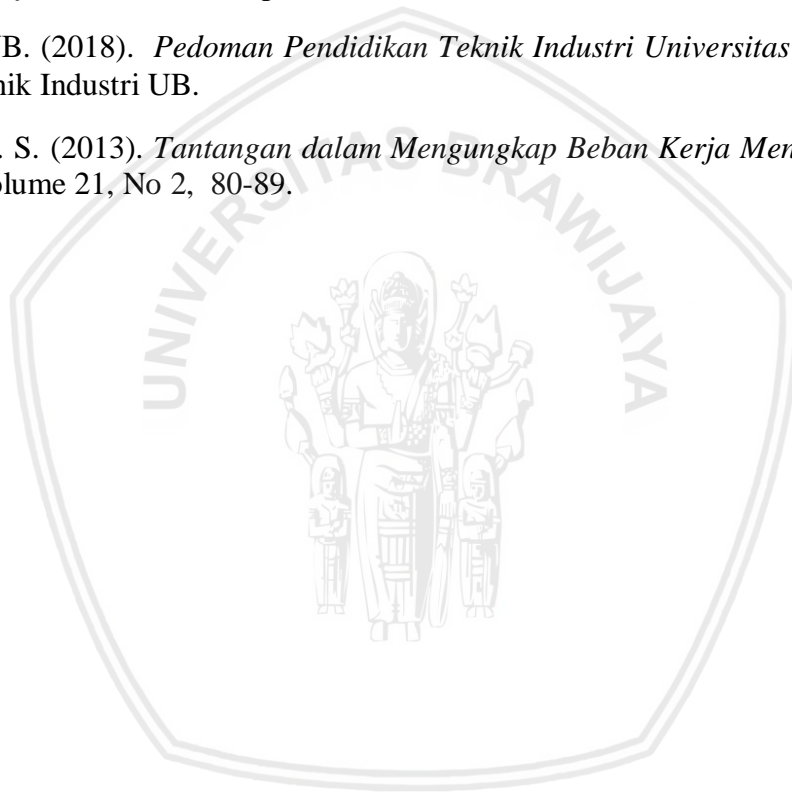 UB. (2018). Pedoman Pendidikan Teknik Industri Universitas
nik Industri UB.
. S. (2013). Tantangan dalam Mengungkap Beban Kerja Men
olume 21, No 2, 80-89.
UNIVERSITAS BRAWIJAYA